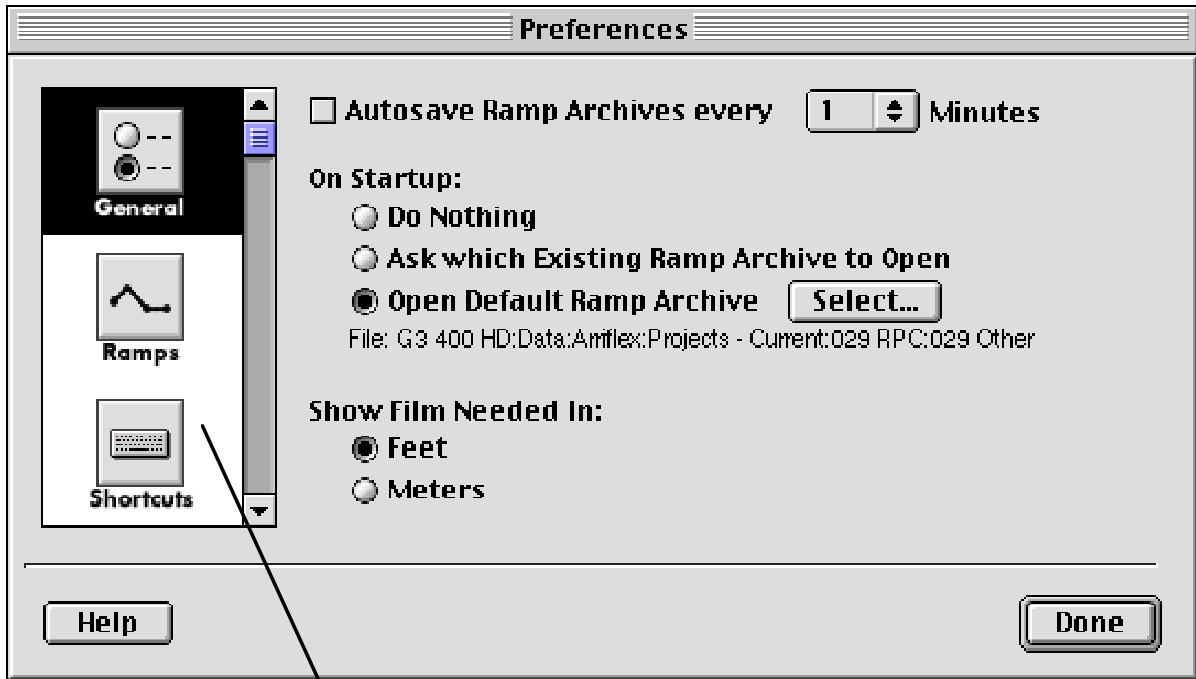 Preferences
General
Ramps
Shortcuts
Autosave Ramp Archives every 1 Minutes
On Startup:
Do Nothing
Ask which Existing Ramp Archive to Open
Open Default Ramp Archive Select...
File: G3 400 HD:Data:Arriflex:Projects - Current:029 RPC:029 Other
Show Film Needed In:
Feet
Meters
Help
Done